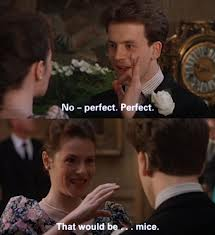 No – perfect. Perfect.
That would be . . . mice.